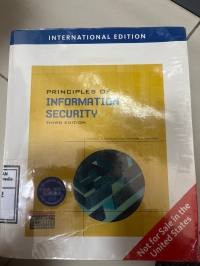 INTERNATIONAL EDITION
PRINCIPLES OF
INFORMATION
SECURITY
THIRD EDITION
Not for Sale in the
United States